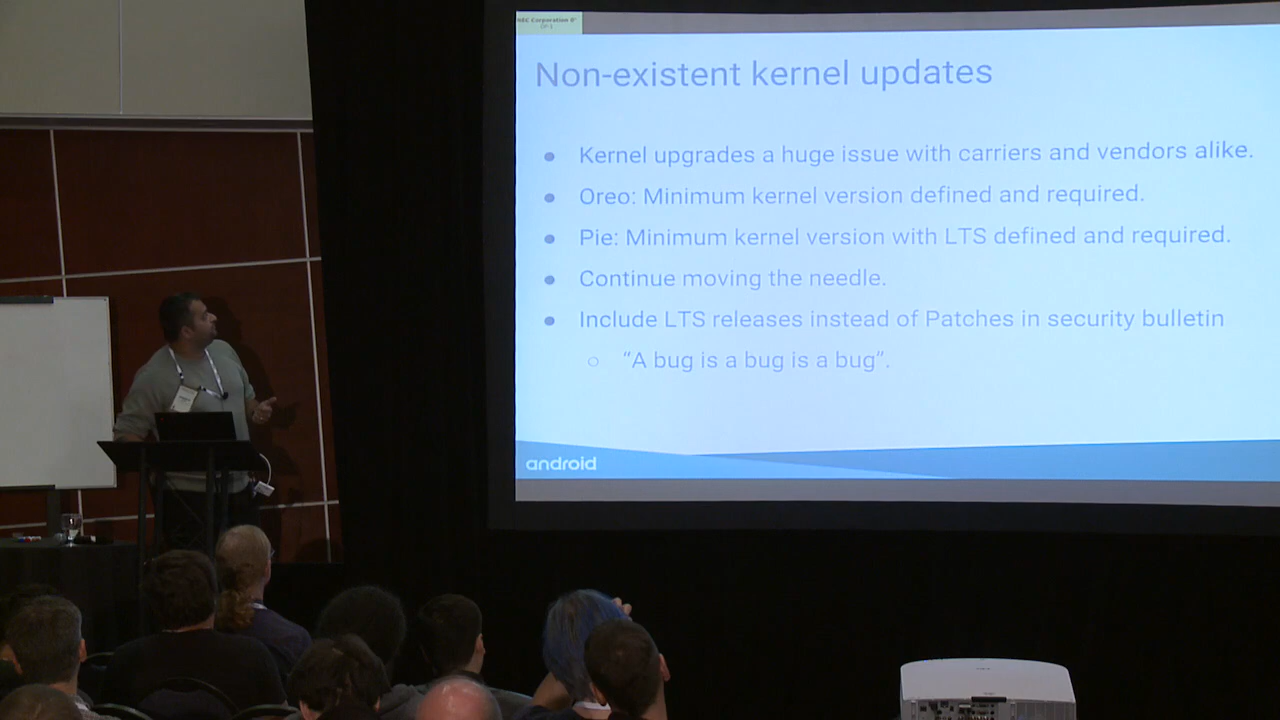 NEC Corporation
Non-existent kernel updates
Kernel upgrades a huge issue with carriers and vendors alike.
Oreo: Minimum kernel version defined and required.
Pie: Minimum kernel version with LTS defined and required.
Continue moving the needle.
Include LTS releases instead of Patches in security bulletin
“A bug is a bug is a bug”.
android